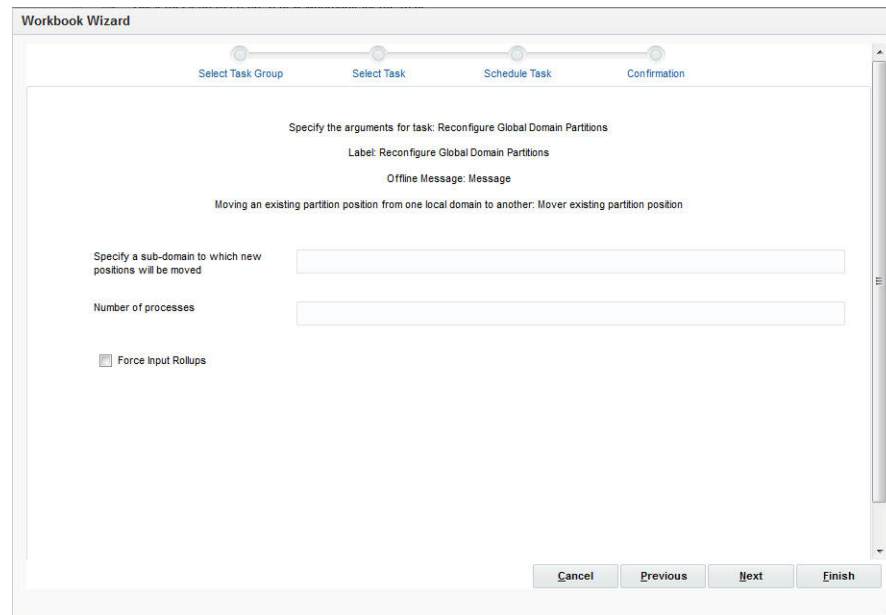 Workbook Wizard
Select Task Group
Select Task
Schedule Task
Confirmation
Specify the arguments for task: Reconfigure Global Domain Partitions
Label: Reconfigure Global Domain Partitions
Offline Message: Message
Moving an existing partition position from one local domain to another: Mover existing partition position
Specify a sub-domain to which new
positions will be moved
Number of processes
Force Input Rollups
Cancel
Previous
Next
Finish